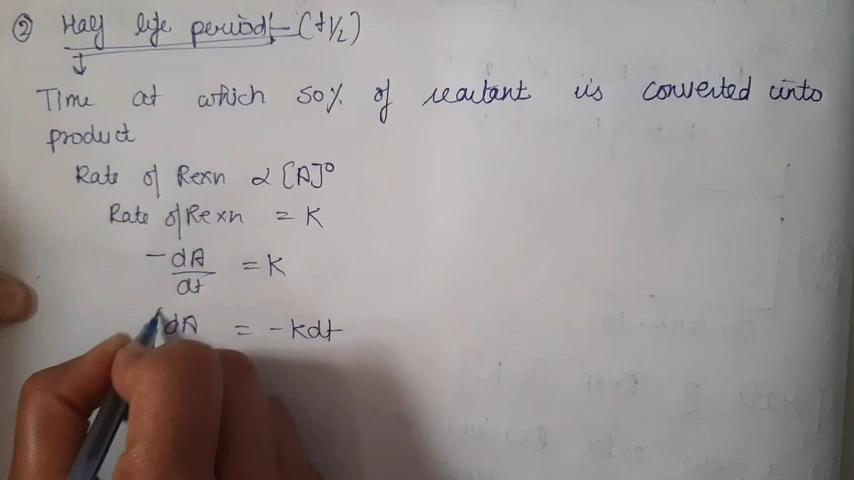 ② Half life period:- (t1/2)
↓
Time at which 50% of reactant is converted into
product
Rate of Rexn α [A]⁰
Rate of Rexn = K
-dA/dt = K
dA = -kdt